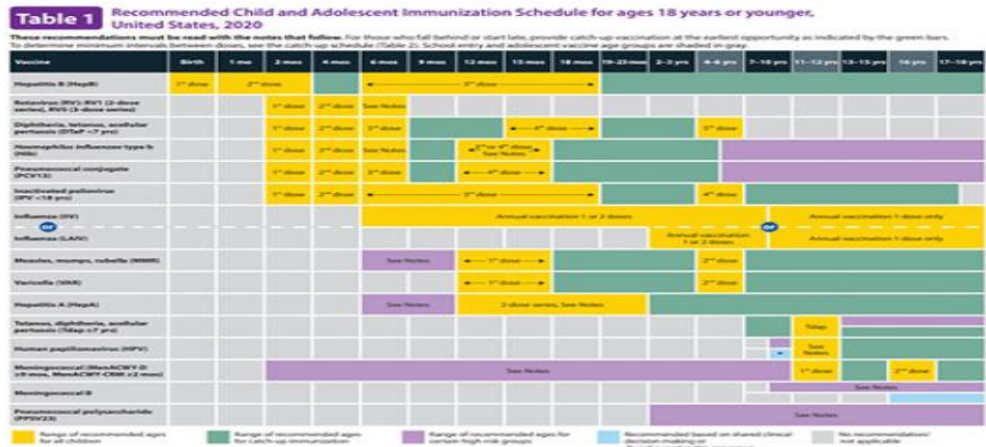 Table 1
Recommended Child and Adolescent Immunization Schedule for ages 18 years or younger,
United States, 2020
These recommendations must be read with the notes that follow. For those who fall behind or start late, provide catch-up vaccination at the earliest opportunity as indicated by the green bars.
To determine minimum intervals between doses, see the catch-up schedule (Table 2). School entry and adolescent vaccine age groups are shaded in gray.
Vaccine Birth 1 mo 2 mos 4 mos 6 mos 9 mos 12 mos 15 mos 18 mos 19-23 mos 2-3 yrs 4-6 yrs 7-10 yrs 11-12 yrs 13-15 yrs 16 yrs 17-18 yrs
Hepatitis B (HepB) 1st dose 2nd dose 3rd dose
Rotavirus (RV): RV1 (2-dose
series), RV5 (3-dose series) 1st dose 2nd dose See Notes
Diphtheria, tetanus, acellular
pertussis (DTaP <7 yrs) 1st dose 2nd dose 3rd dose 4th dose 5th dose
Haemophilus influenzae type b
(Hib) 1st dose 2nd dose See Notes 3rd or 4th dose,
See Notes
Pneumococcal conjugate
(PCV13) 1st dose 2nd dose 3rd dose 4th dose
Inactivated poliovirus
(IPV <18 yrs) 1st dose 2nd dose 3rd dose 4th dose
Influenza (IIV) Annual vaccination 1 or 2 doses Annual vaccination 1 dose only
or or
Influenza (LAIV) Annual vaccination
1 or 2 doses Annual vaccination 1 dose only
Measles, mumps, rubella (MMR) See Notes 1st dose 2nd dose
Varicella (VAR) 1st dose 2nd dose
Hepatitis A (HepA) See Notes 2-dose series, See Notes
Tetanus, diphtheria, acellular
pertussis (Tdap ≥7 yrs) Tdap
Human papillomavirus (HPV) See
Notes
Meningococcal (MenACWY-D
≥9 mos, MenACWY-CRM ≥2 mos) See Notes 1st dose 2nd dose
Meningococcal B See Notes
Pneumococcal polysaccharide
(PPSV23) See Notes
Range of recommended ages
for all children
Range of recommended ages
for catch-up immunization
Range of recommended ages for
certain high-risk groups
Recommended based on shared clinical
decision-making or
No recommendation/
not applicable